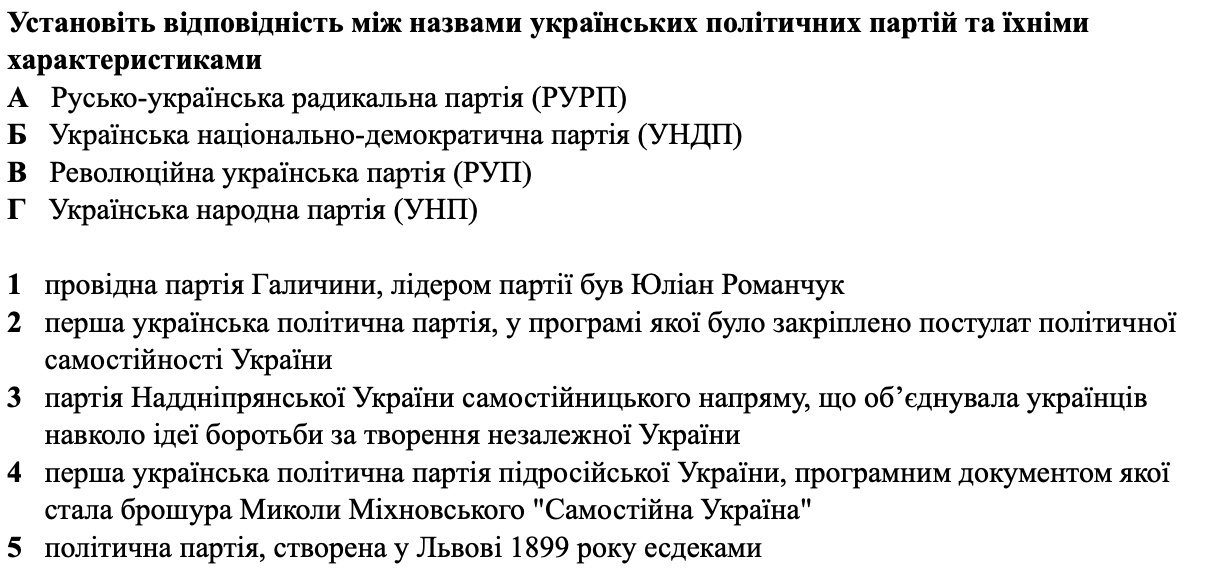 Установіть відповідність між назвами українських політичних партій та їхніми
характеристиками
А Русько-українська радикальна партія (РУРП)
Б Українська національно-демократична партія (УНДП)
В Революційна українська партія (РУП)
Г Українська народна партія (УНП)
1 провідна партія Галичини, лідером партії був Юліан Романчук
2 перша українська політична партія, у програмі якої було закріплено постулат політичної
самостійності України
3 партія Наддніпрянської України самостійницького напряму, що об’єднувала українців
навколо ідеї боротьби за творення незалежної України
4 перша українська політична партія підросійської України, програмним документом якої
стала брошура Миколи Міхновського "Самостійна Україна"
5 політична партія, створена у Львові 1899 року есдеками